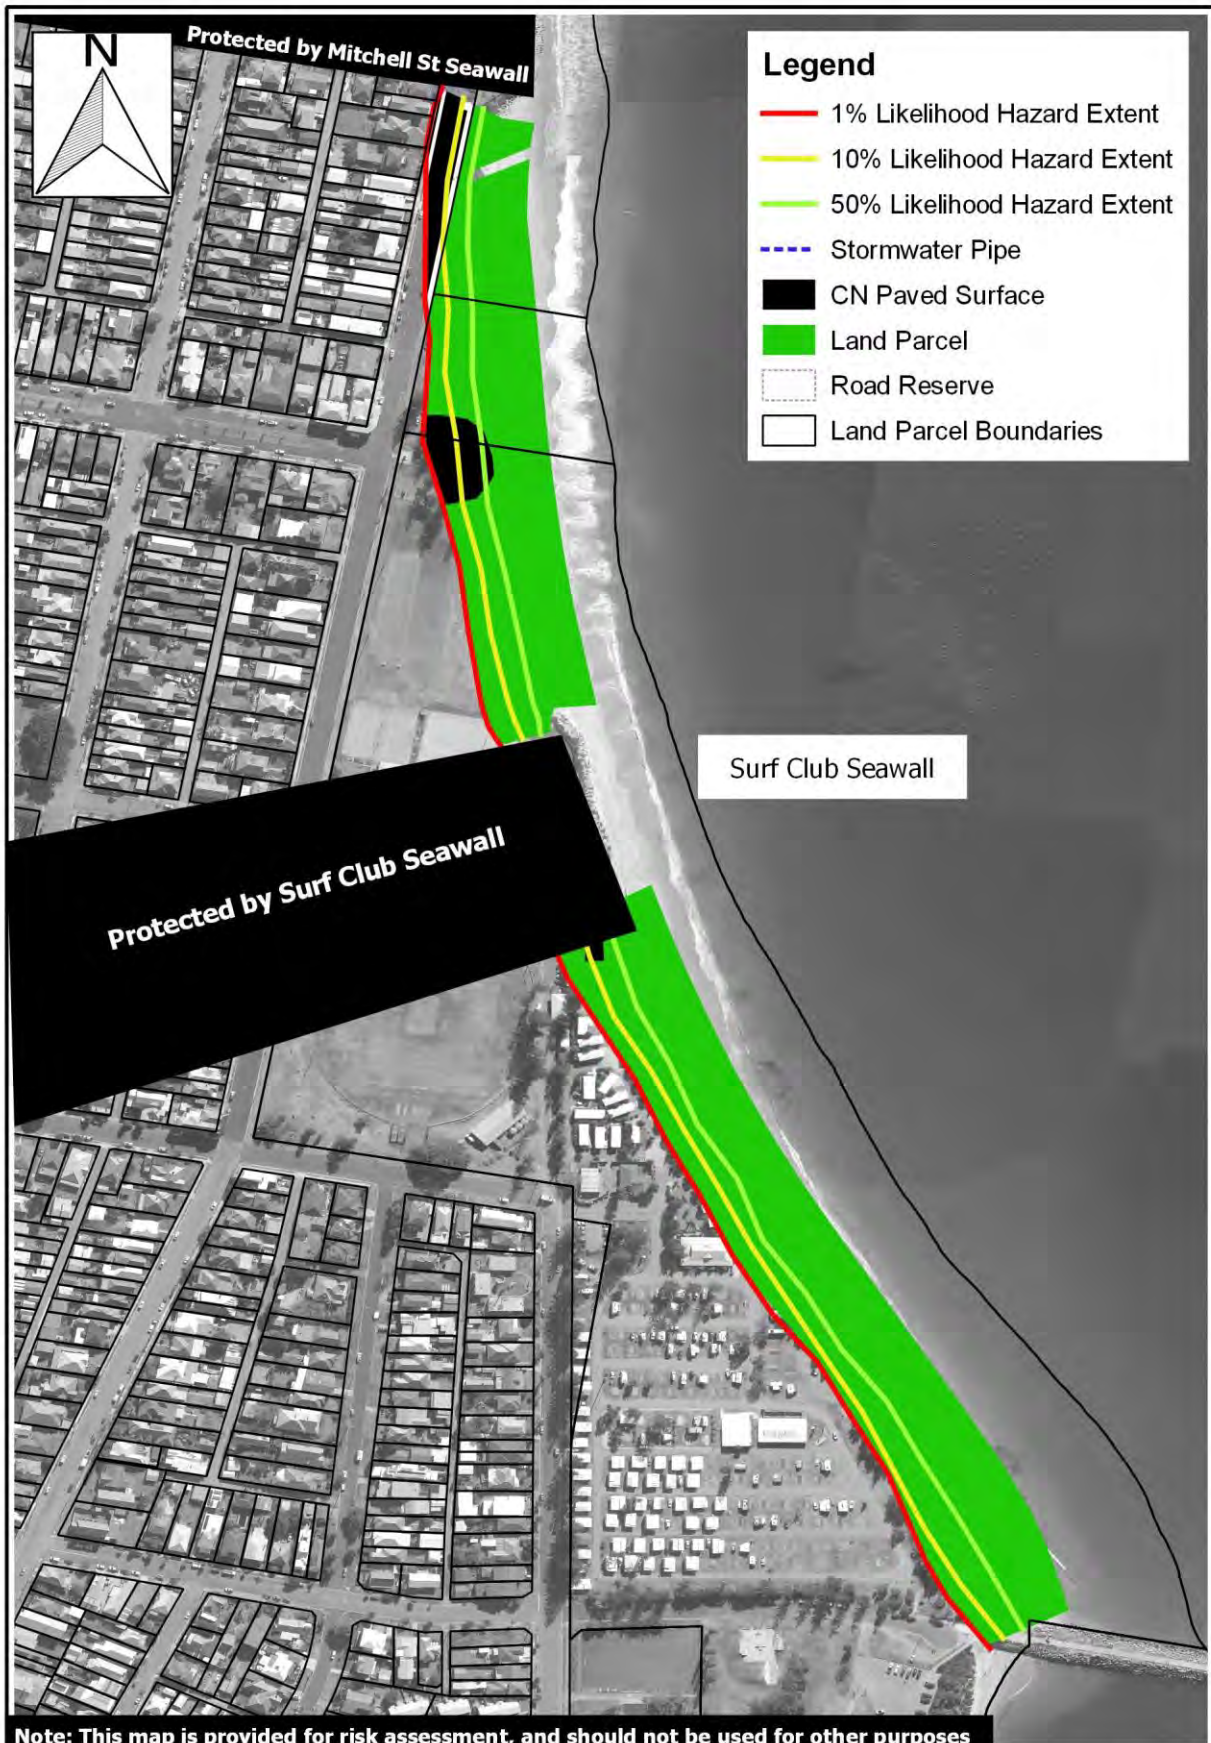 Protected by Mitchell St Seawall
N
Legend
1% Likelihood Hazard Extent
10% Likelihood Hazard Extent
50% Likelihood Hazard Extent
Stormwater Pipe
CN Paved Surface
Land Parcel
Road Reserve
Land Parcel Boundaries
Surf Club Seawall
Protected by Surf Club Seawall
Note: This map is provided for risk assessment, and should not be used for other purposes